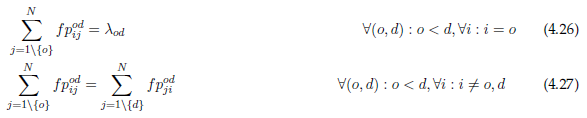 N
∑ fp_{ij}^{od} = λ_{od} ∀(o, d) : o < d, ∀i : i = o (4.26)
j=1\{o}
N N
∑ fp_{ij}^{od} = ∑ fp_{ji}^{od} ∀(o, d) : o < d, ∀i : i ≠ o, d (4.27)
j=1\{o} j=1\{d}